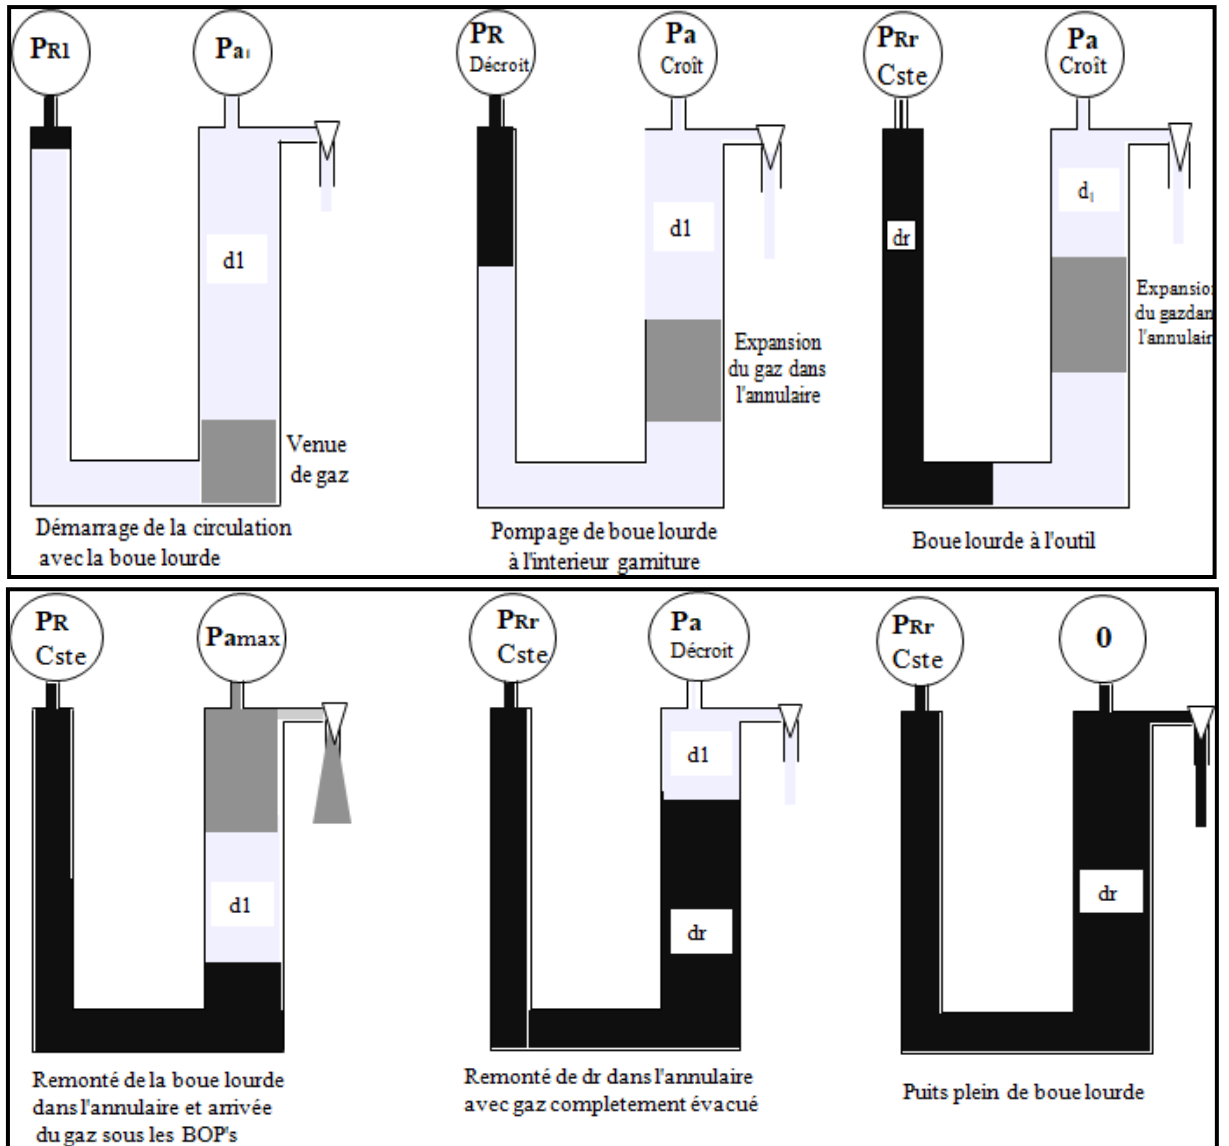 PR1
Pa1
PR
Décroit
Pa
Croît
PRr
Cste
Pa
Croît
d1
d1
dr
d1
Venue
de gaz
Expansion
du gaz dans
l'annulaire
Expansion
du gazdan
l'annulair
Démarrage de la circulation
avec la boue lourde
Pompage de boue lourde
à l'interieur garniture
Boue lourde à l'outil
PR
Cste
Pamax
PRr
Cste
Pa
Décroit
PRr
Cste
0
d1
dr
d1
dr
Remonté de la boue lourde
dans l'annulaire et arrivée
du gaz sous les BOP's
Remonté de dr dans l'annulaire
avec gaz completement évacué
Puits plein de boue lourde